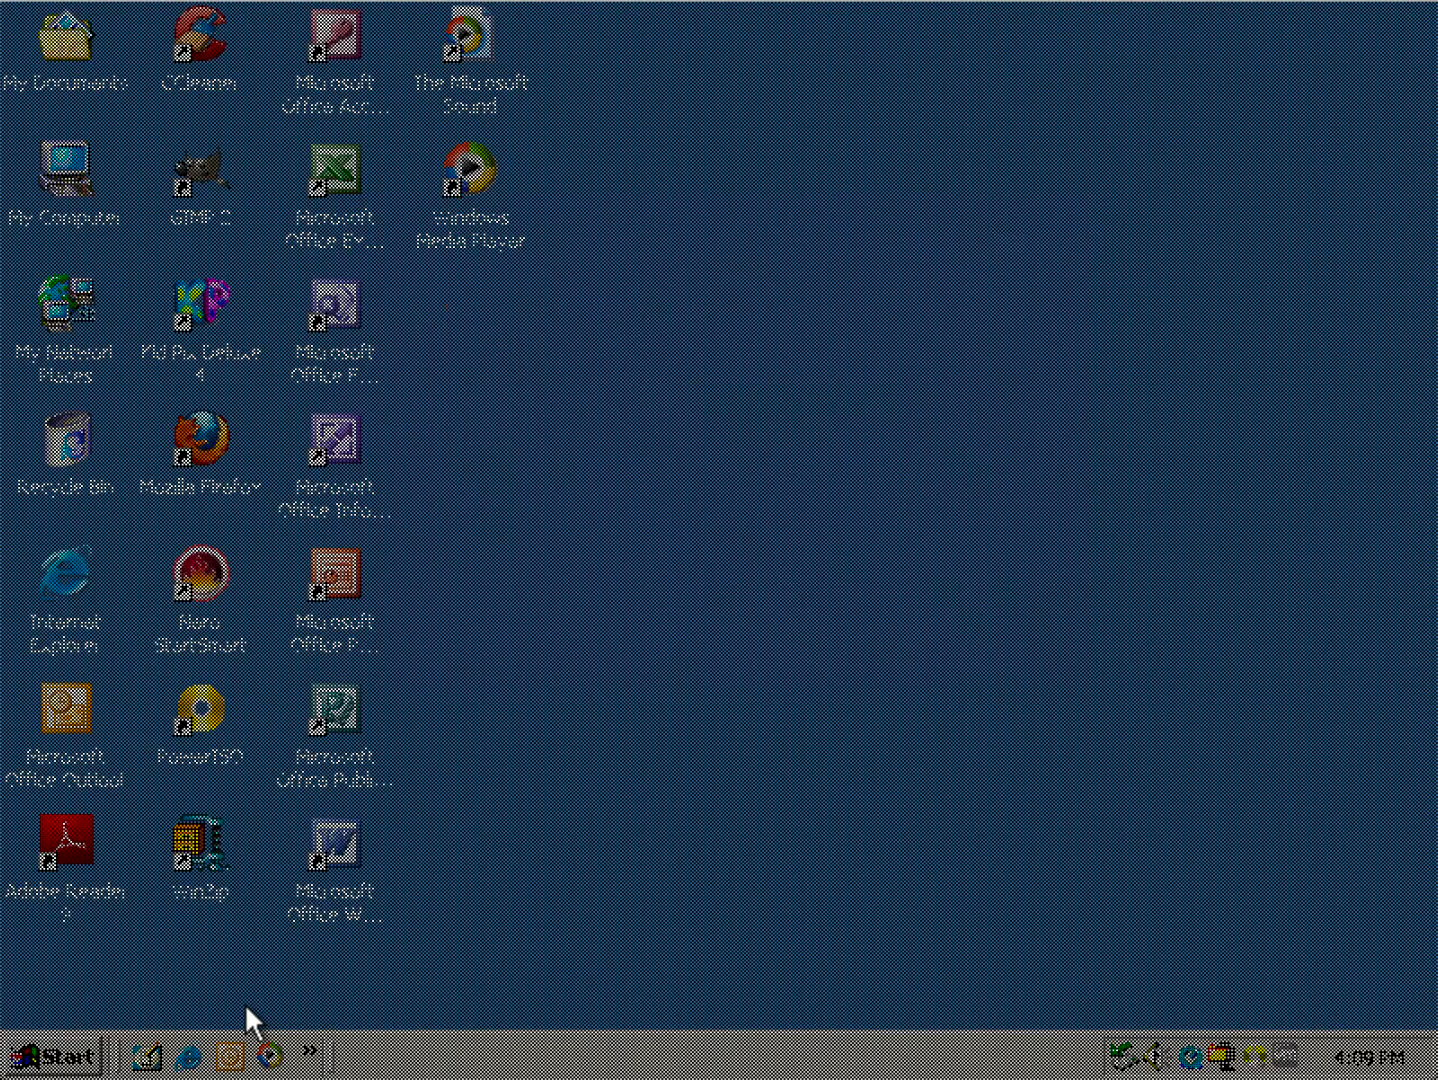 My Documents
CCleaner
Microsoft
Office Acc...
The Microsoft
Sound
My Computer
GIMP 2
Microsoft
Office Ex...
Windows
Media Player
My Network
Places
Kid Pix Deluxe
4
Microsoft
Office F...
Recycle Bin
Mozilla Firefox
Microsoft
Office Info...
Internet
Explorer
Nero
StartSmart
Microsoft
Office P...
Microsoft
Office Outlook
PowerISO
Microsoft
Office Publi...
Adobe Reader
9
WinZip
Microsoft
Office W...
Start
»
4:09 PM